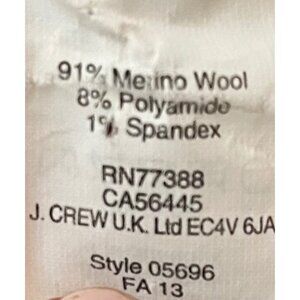 91% Merino Wool
8% Polyamide
1% Spandex
RN77388
CA56445
J. CREW U.K. Ltd EC4V 6JA
Style 05696
FA 13